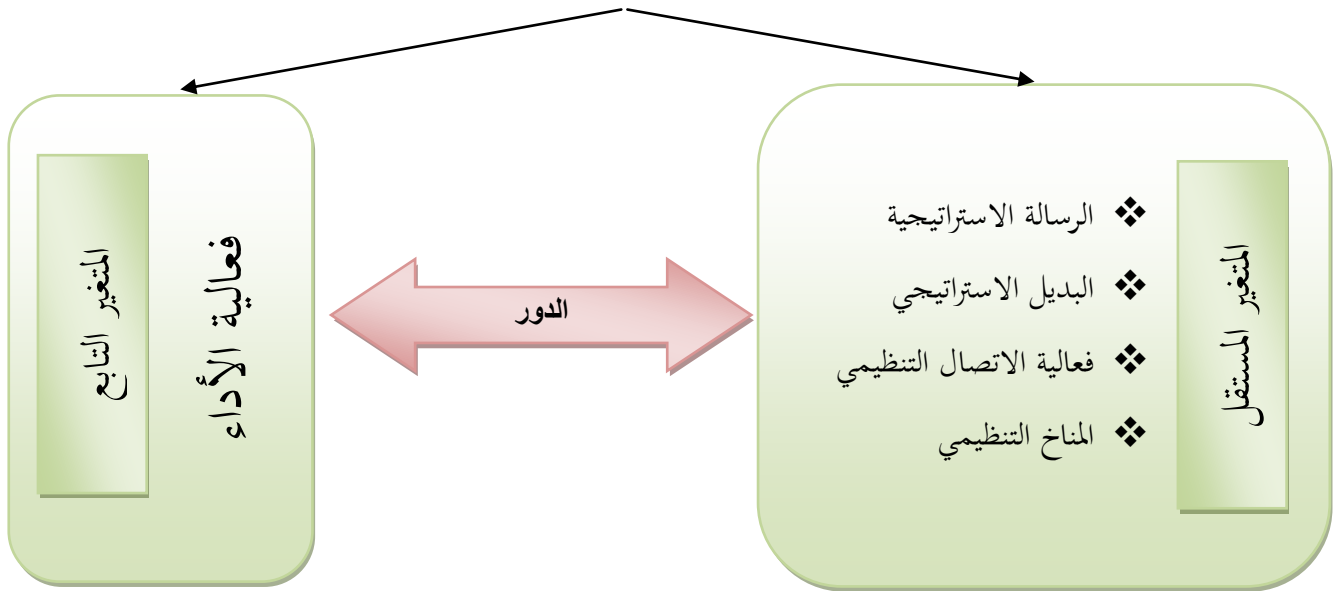 المتغير المستقل
❖ الرسالة الاستراتيجية
❖ البديل الاستراتيجي
❖ فعالية الاتصال التنظيمي
❖ المناخ التنظيمي
الدور
فعالية الأداء
المتغير التابع